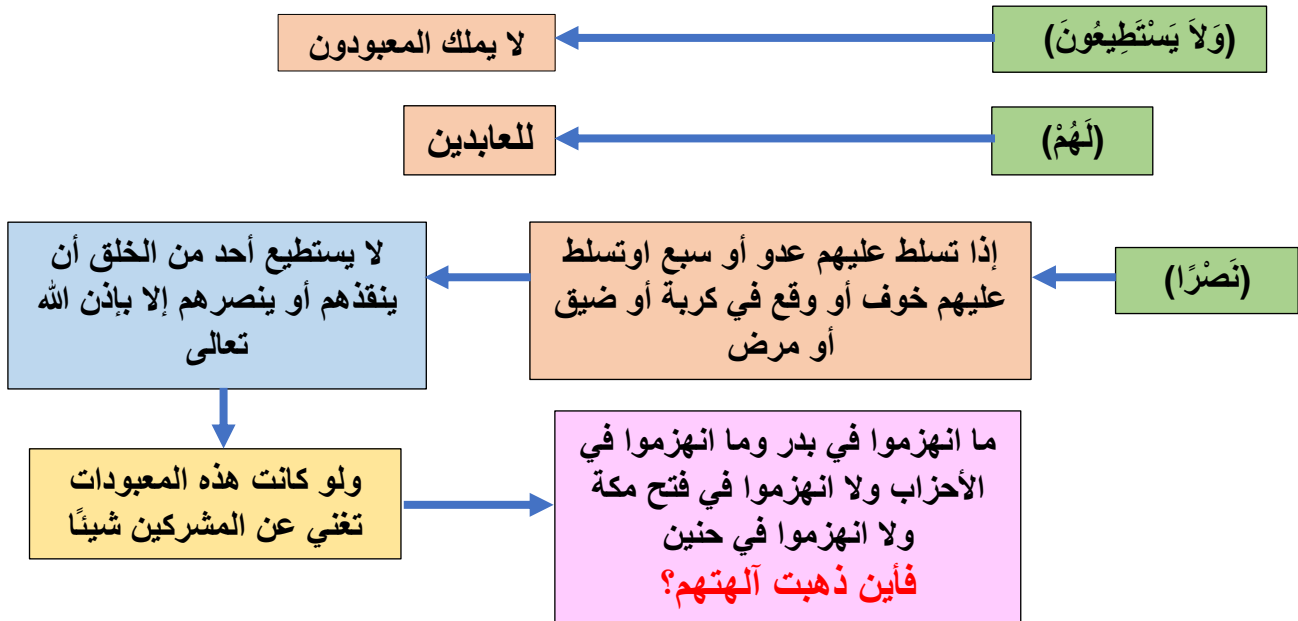 (وَلاَ يَسْتَطِيعُونَ)
لا يملك المعبودون
(لَهُمْ)
للعابدين
(نَصْرًا)
إذا تسلط عليهم عدو أو سبع اوتسلط
عليهم خوف أو وقع في كربة أو ضيق
أو مرض
لا يستطيع أحد من الخلق أن
ينقذهم أو ينصرهم إلا بإذن الله
تعالى
ولو كانت هذه المعبودات
تغني عن المشركين شيئًا
ما انهزموا في بدر وما انهزموا في
الأحزاب ولا انهزموا في فتح مكة
ولا انهزموا في حنين
فأين ذهبت آلهتهم؟